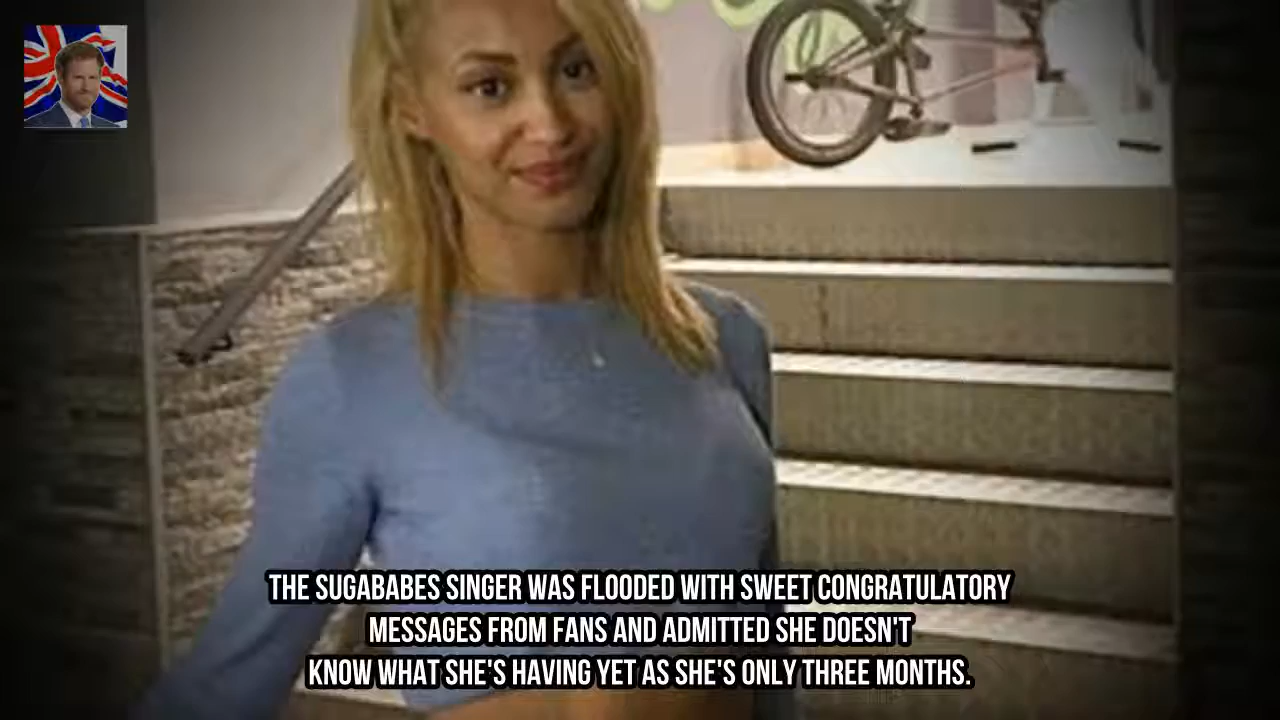 THE SUGABABES SINGER WAS FLOODED WITH SWEET CONGRATULATORY
MESSAGES FROM FANS AND ADMITTED SHE DOESN'T
KNOW WHAT SHE'S HAVING YET AS SHE'S ONLY THREE MONTHS.